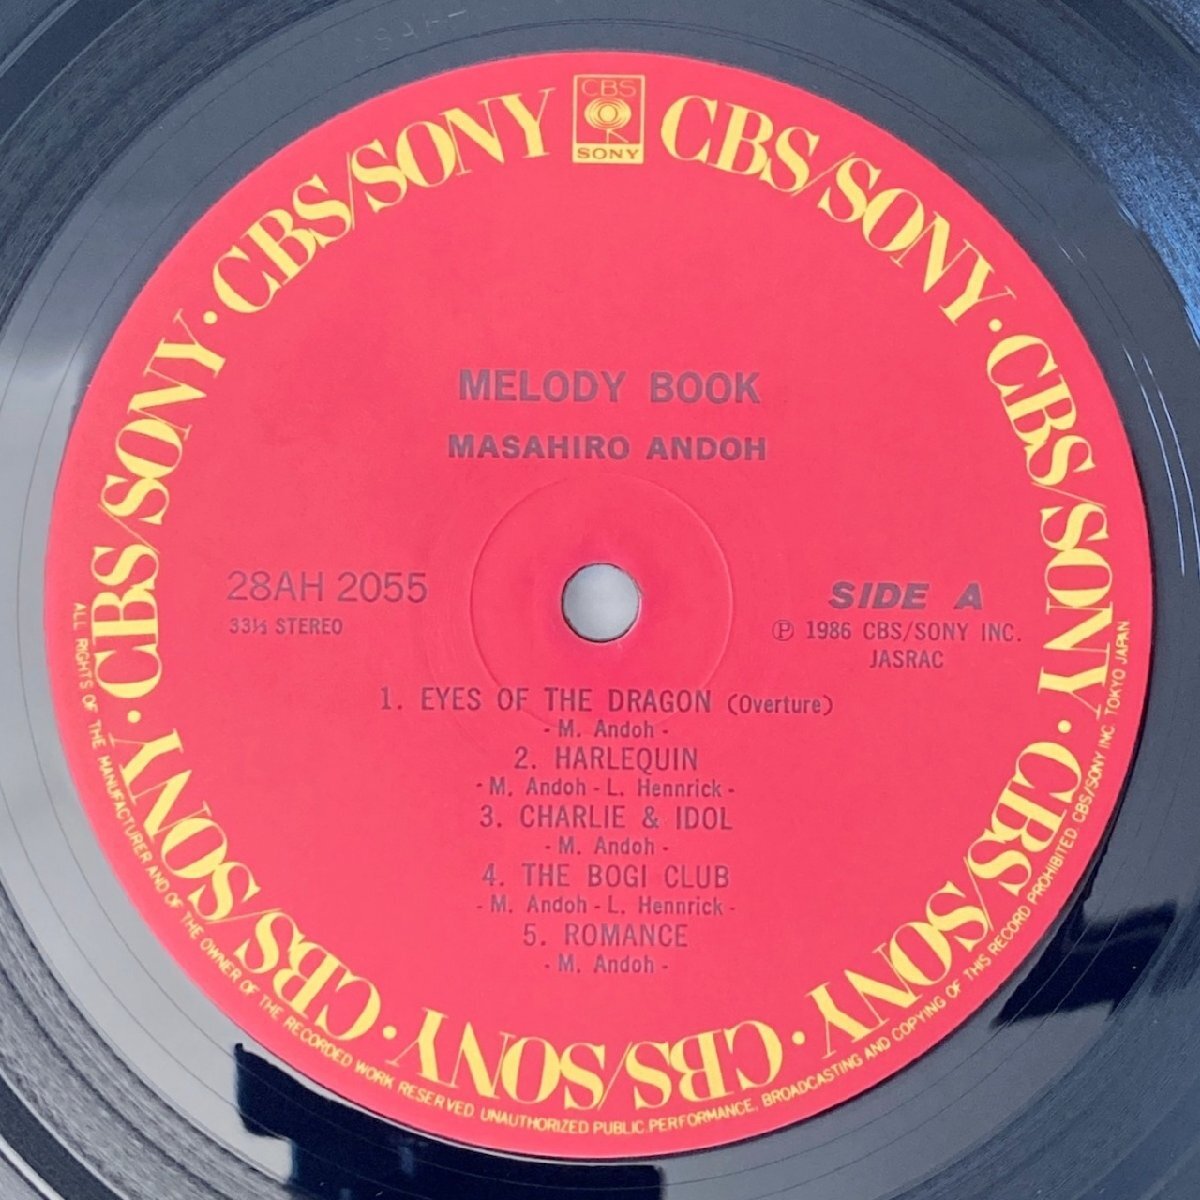 CBS
SONY
CBS/SONY · CBS/SONY · CBS/SONY · CBS/SONY · CBS/SONY · CBS/SONY · CBS/SONY · CBS/SONY
MELODY BOOK
MASAHIRO ANDOH
28AH 2055
33⅓ STEREO
SIDE A
Ⓟ 1986 CBS/SONY INC.
JASRAC
1. EYES OF THE DRAGON (Overture)
- M. Andoh -
2. HARLEQUIN
- M. Andoh - L. Hennrick -
3. CHARLIE & IDOL
- M. Andoh -
4. THE BOGI CLUB
- M. Andoh - L. Hennrick -
5. ROMANCE
- M. Andoh -
ALL RIGHTS OF THE MANUFACTURER AND OF THE OWNER OF THE RECORDED WORK RESERVED UNAUTHORIZED PUBLIC PERFORMANCE, BROADCASTING AND COPYING OF THIS RECORD PROHIBITED CBS/SONY INC TOKYO JAPAN